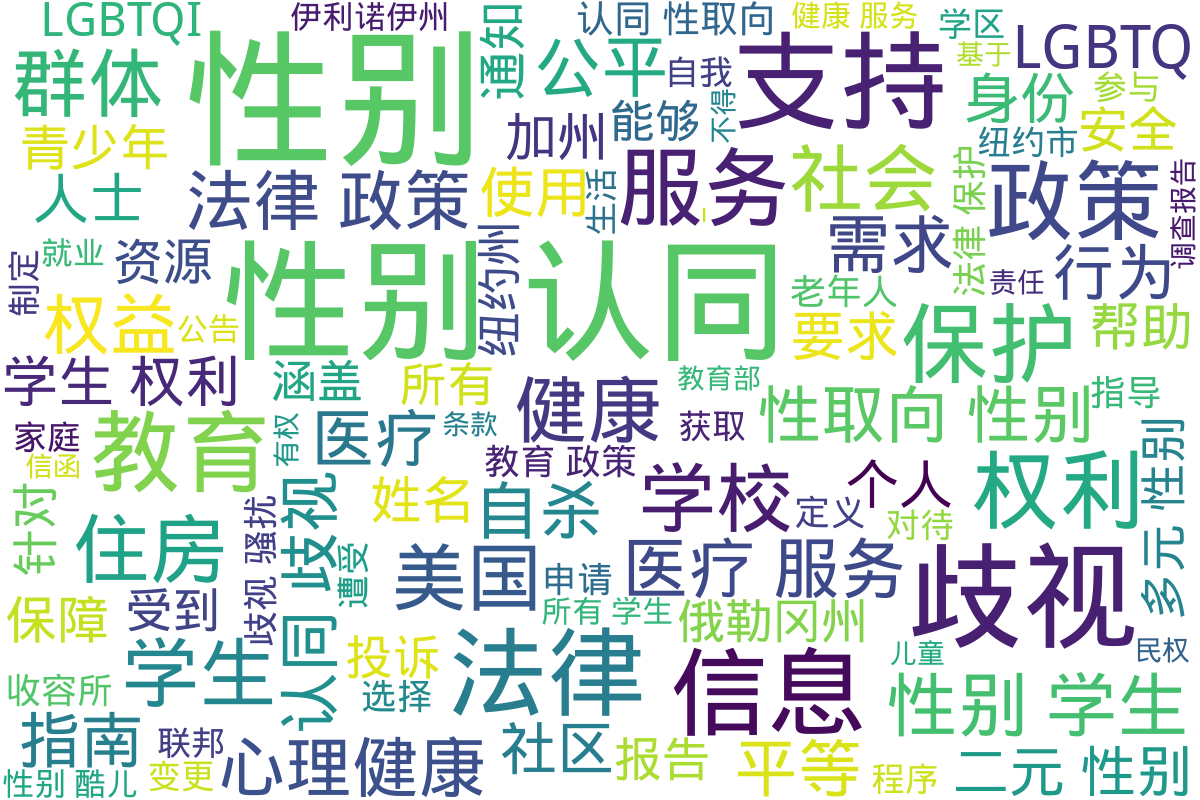 LGBTQI
伊利诺伊州
认同 性取向
健康 服务
学区
LGBTQ
群体
性别
通知
公平
自我
支持
基于
身份
参与
青少年
加州
能够
不得
纽约市
安全
人士
法律 政策
使用
生活
服务
社会
法律 保护
政策
调查报告
制定
就业
资源
纽约州
需求
行为
责任
性别 认同
老年人
权益
公告
要求
保护
帮助
学生 权利
涵盖
所有
健康
教育部
性取向 性别
指导
家庭
教育
有权
医疗
条款
获取
信函
教育 政策
多元 性别
针对
姓名
自杀
学校
个人
定义
对待
权利
住房
歧视 骚扰
认同 歧视
遭受
美国
申请
医疗 服务
歧视
保障
受到
所有 学生
俄勒冈州
学生
投诉
法律
信息
儿童
民权
收容所
选择
性别 学生
指南
联邦
心理健康
社区
报告
平等
程序
二元 性别
性别 酷儿
变更